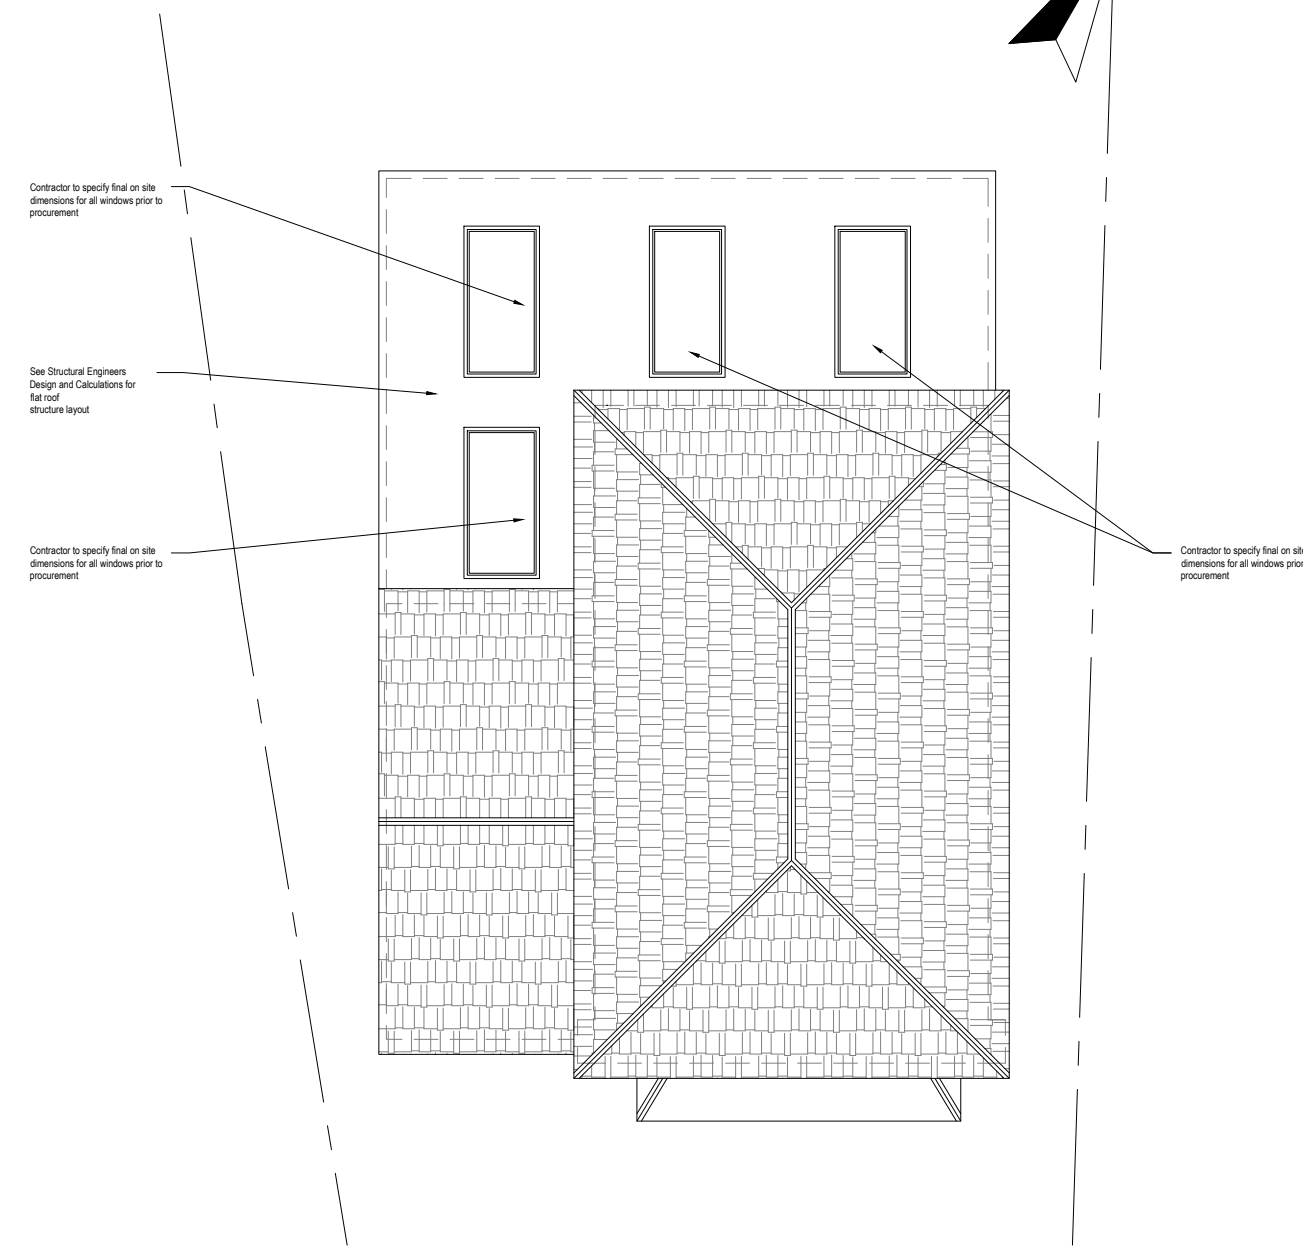 Contractor to specify final on site
dimensions for all windows prior to
procurement
See Structural Engineers
Design and Calculations for
flat roof
structure layout
Contractor to specify final on site
dimensions for all windows prior to
procurement
Contractor to specify final on site
dimensions for all windows prior
procurement